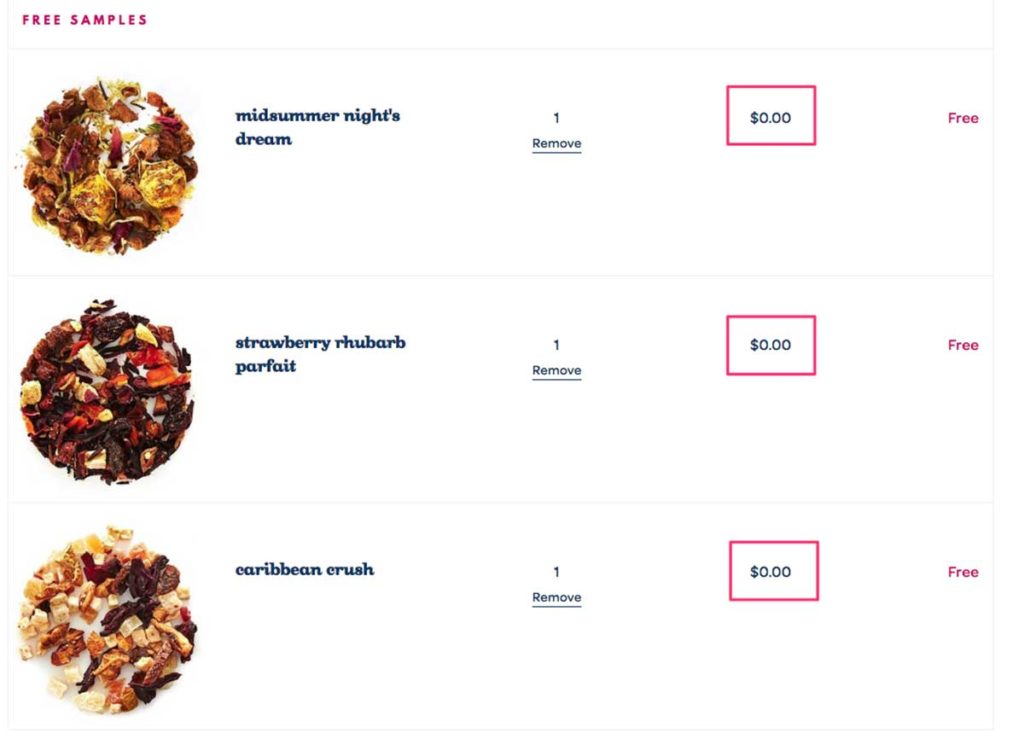 FREE SAMPLES
midsummer night's
dream
1
Remove
$0.00
Free
strawberry rhubarb
parfait
1
Remove
$0.00
Free
caribbean crush
1
Remove
$0.00
Free